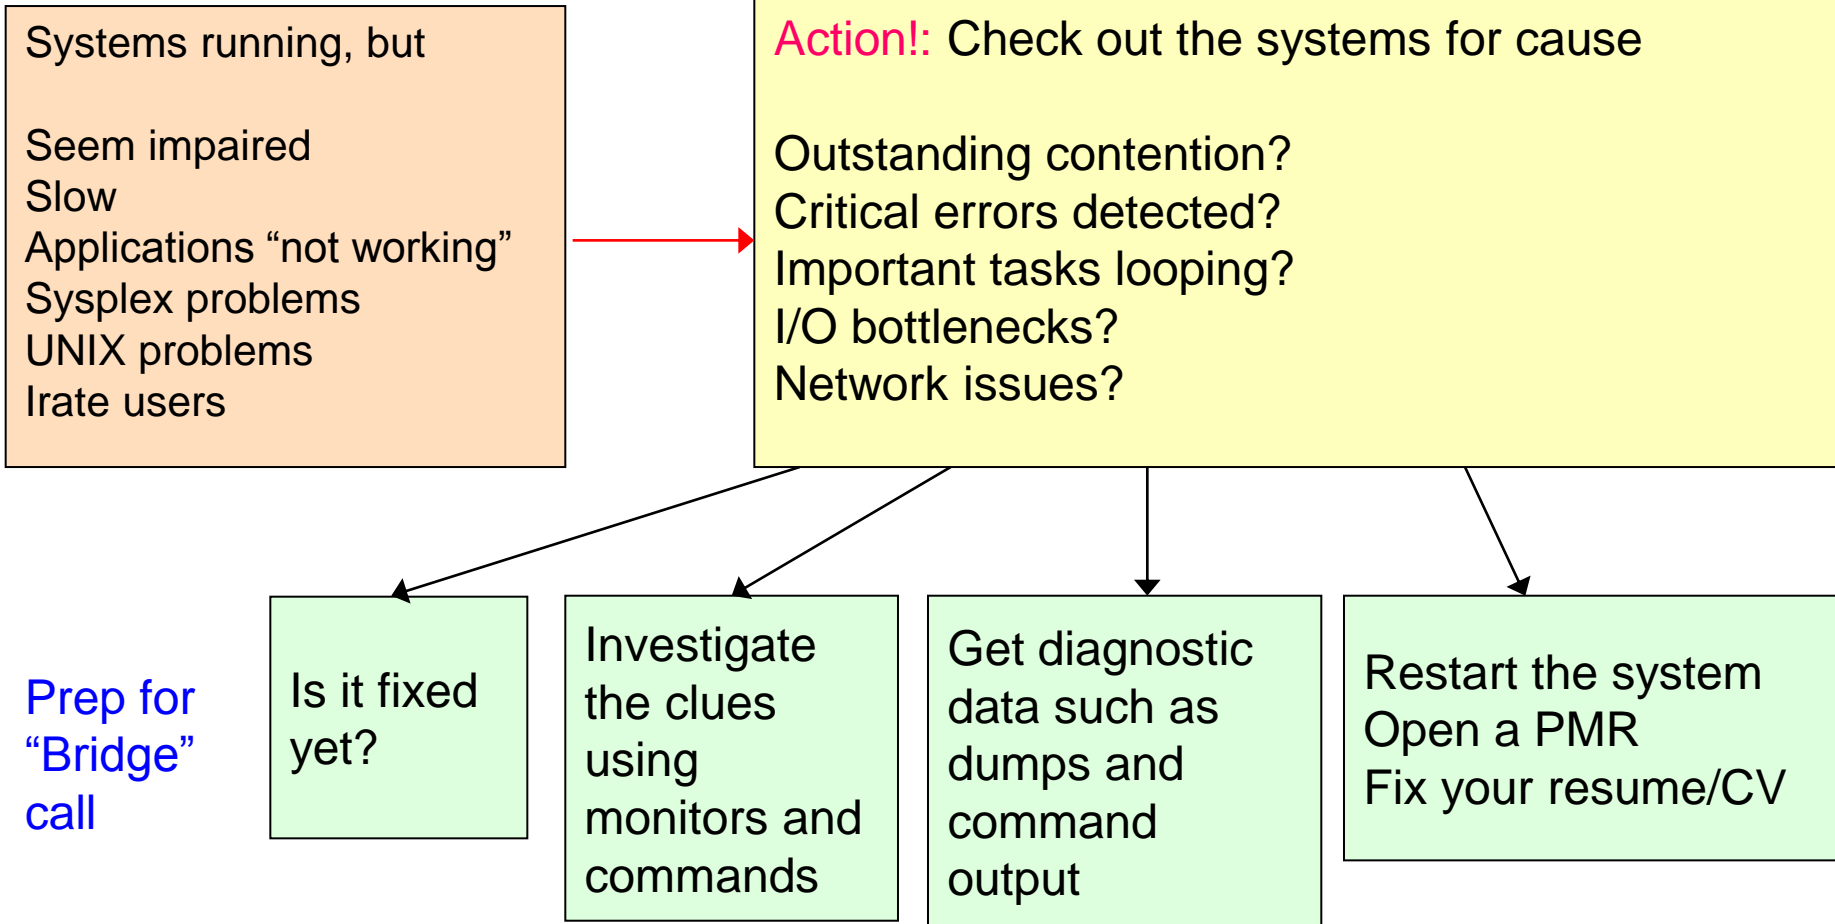 Systems running, but
Seem impaired
Slow
Applications “not working”
Sysplex problems
UNIX problems
Irate users
Action!: Check out the systems for cause
Outstanding contention?
Critical errors detected?
Important tasks looping?
I/O bottlenecks?
Network issues?
Prep for
“Bridge”
call
Is it fixed
yet?
Investigate
the clues
using
monitors and
commands
Get diagnostic
data such as
dumps and
command
output
Restart the system
Open a PMR
Fix your resume/CV